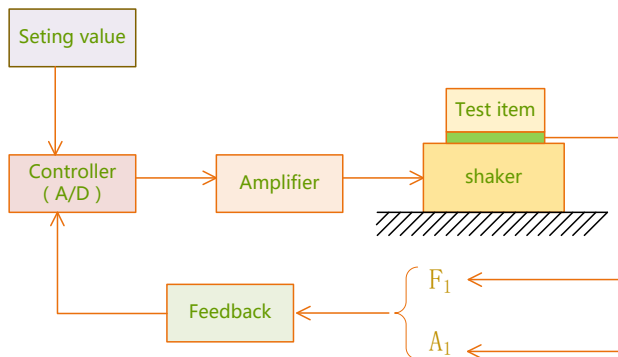 Seting value
Test item
Controller
( A/D )
Amplifier
shaker
Feedback
F₁
A₁